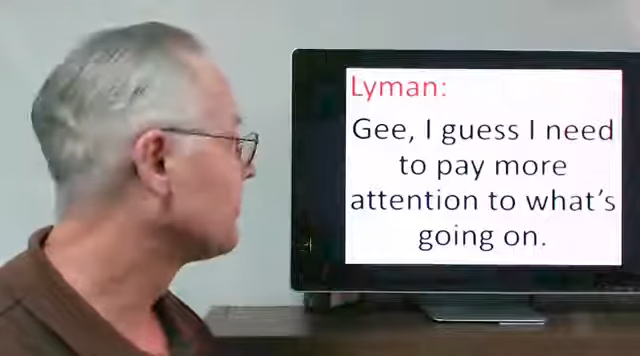 Lyman:
Gee, I guess I need
to pay more
attention to what's
going on.